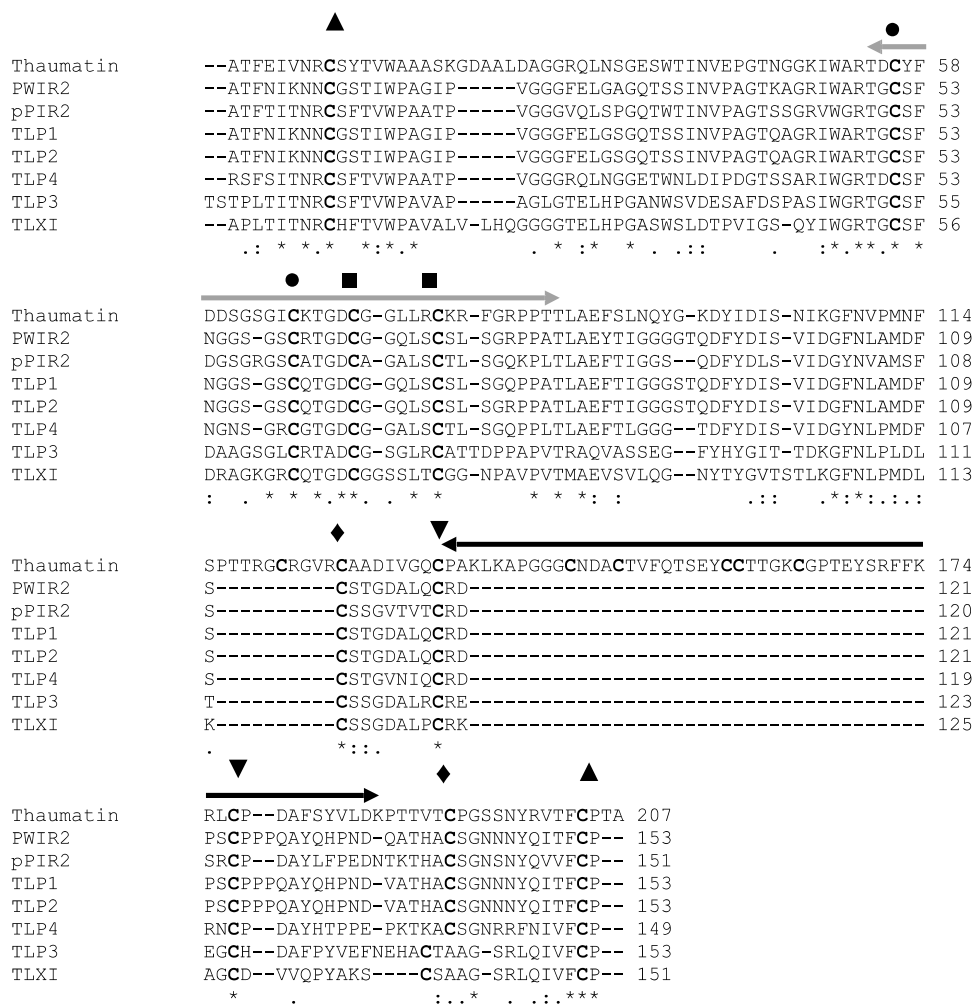 Thaumatin --ATFEIVNRCSYTVWAAASKGDAALDAGGRQLNSGESWTINVEPGTNGGKIWARTDCYF 58
PWIR2 --ATFNIKNNCGSTIWPAGIP-----VGGGFELGAGQTSSINVPAGTKAGRIWARTGCSF 53
pPIR2 --ATFTITNRCSFTVWPAATP-----VGGGVQLSPGQTWTINVPAGTSSGRVWGRTGCSF 53
TLP1 --ATFNIKNNCGSTIWPAGIP-----VGGGFELGSGQTSSINVPAGTQAGRIWARTGCSF 53
TLP2 --ATFNIKNNCGSTIWPAGIP-----VGGGFELGSGQTSSINVPAGTQAGRIWARTGCSF 53
TLP4 --RSFSITNRCSFTVWPAATP-----VGGGRQLNGGETWNLDIPDGTSSARIWGRTDCSF 53
TLP3 TSTPLTITNRCSFTVWPAVAP-----AGLGTELHPGANWSVDESAFDSPASIWGRTGCSF 55
TLXI --APLTITNRCHFTVWPAVALV-LHQGGGGTELHPGASWSLDTPVIGS-QYIWGRTGCSF 56
.: * * * *:* * * * . .:: . . *.** * *
Thaumatin DDSGSGICKTGDCG-GLLRCKR-FGRPPTTLAEFSLNQYG-KDYIDIS-NIKGFNVPMNF 114
PWIR2 NGGS-GSCRTGDCG-GQLSCSL-SGRPPATLAEYTIGGGGTQDFYDIS-VIDGFNLAMDF 109
pPIR2 DGSGRGSCATGDCA-GALSCTL-SGQKPLTLAEFTIGGS--QDFYDLS-VIDGYNVAMSF 108
TLP1 NGGS-GSCQTGDCG-GQLSCSL-SGQPPATLAEFTIGGGSTQDFYDIS-VIDGFNLAMDF 109
TLP2 NGGS-GSCQTGDCG-GQLSCSL-SGRPPATLAEFTIGGGSTQDFYDIS-VIDGFNLAMDF 109
TLP4 NGNS-GRCGTGDCG-GALSCTL-SGQPPLTLAEFTLGGG--TDFYDIS-VIDGFNLAMDF 107
TLP3 DAAGSGLCRTADCG-SGLRCATTDPPAPVTRAQVASSEG--FYHYGIT-TDKGFNLPLDL 111
TLXI DRAGKGRCQTGDCGGSSLTCGG-NPAVPVTMAEVSVLQG--NYTYGVTSTLKGFNLPMDL 113
: . * * *.** * * * * *: : .:: *:*:.:.:
Thaumatin SPTTRGCRGVRCAADIVGQCPAKLKAPGGGCNDACTVFQTSEYCCTTGKCGPTEYSRFFK 174
PWIR2 S-----------CSTGDALQCRD------------------------------------- 121
pPIR2 S-----------CSSGVTVTCRD------------------------------------- 120
TLP1 S-----------CSTGDALQCRD------------------------------------- 121
TLP2 S-----------CSTGDALQCRD------------------------------------- 121
TLP4 S-----------CSTGVNIQCRD------------------------------------- 119
TLP3 T-----------CSSGDALRCRE------------------------------------- 123
TLXI K-----------CSSGDALPCRK------------------------------------- 125
. *::. *
Thaumatin RLCP--DAFSYVLDKPTTVTCPGSSNYRVTFCPTA 207
PWIR2 PSCPPPQAYQHPND-QATHACSGNNNYQITFCP-- 153
pPIR2 SRCP--DAYLFPEDNTKTHACSGNSNYQVVFCP-- 151
TLP1 PSCPPPQAYQHPND-VATHACSGNNNYQITFCP-- 153
TLP2 PSCPPPQAYQHPND-VATHACSGNNNYQITFCP-- 153
TLP4 RNCP--DAYHTPPE-PKTKACSGNRRFNIVFCP-- 149
TLP3 EGCH--DAFPYVEFNEHACTAAG-SRLQIVFCP-- 153
TLXI AGCD--VVQPYAKS----CSAAG-SRLQIVFCP-- 151
* . :..* . .:.***